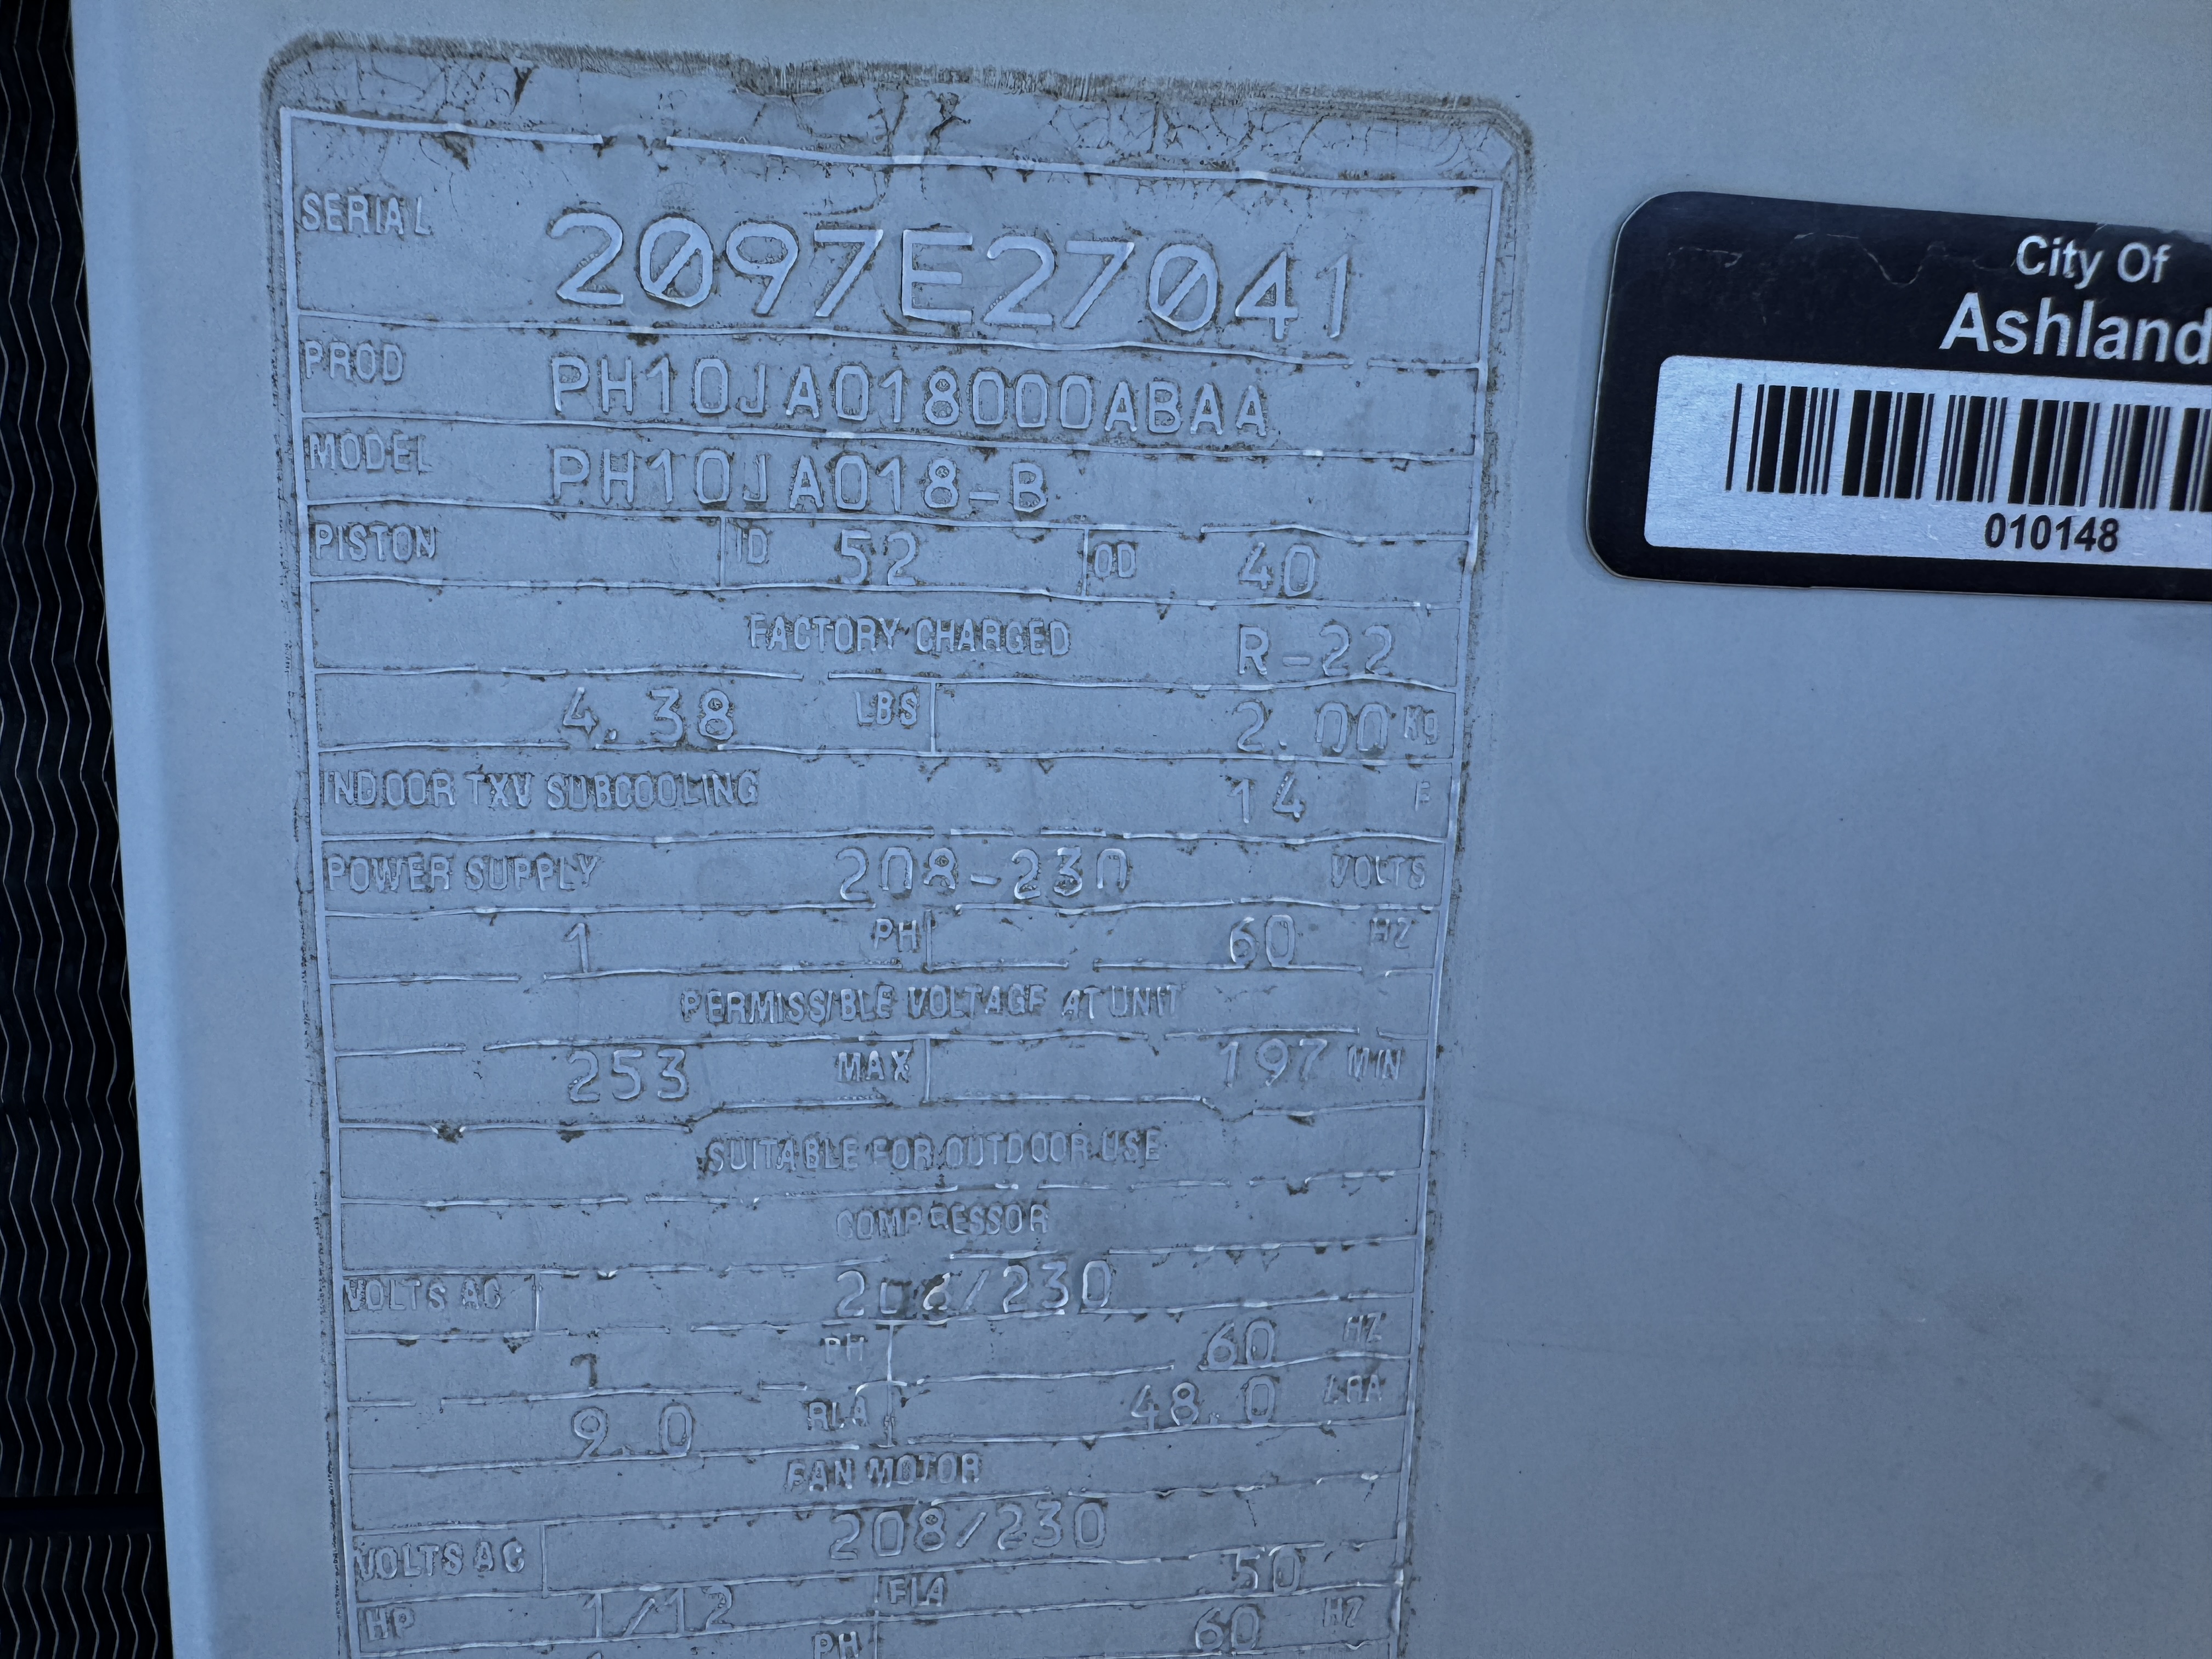 SERIAL 2097E27041
PROD PH10JA018000ABAA
MODEL PH10JA018-B
PISTON ID 52 OD 40
FACTORY CHARGED R-22
4.38 LBS 2.00 Kg
INDOOR TXV SUBCOOLING 14 F
POWER SUPPLY 208-230 VOLTS
1 PH 60 HZ
PERMISSIBLE VOLTAGE AT UNIT
253 MAX 197 MIN
SUITABLE FOR OUTDOOR USE
COMPRESSOR
VOLTS AC 208/230
1 PH 60 HZ
9.0 RLA 48.0 LRA
FAN MOTOR
VOLTS AC 208/230
HP 1/12 FLA
PH 60 HZ
City Of
Ashland
010148